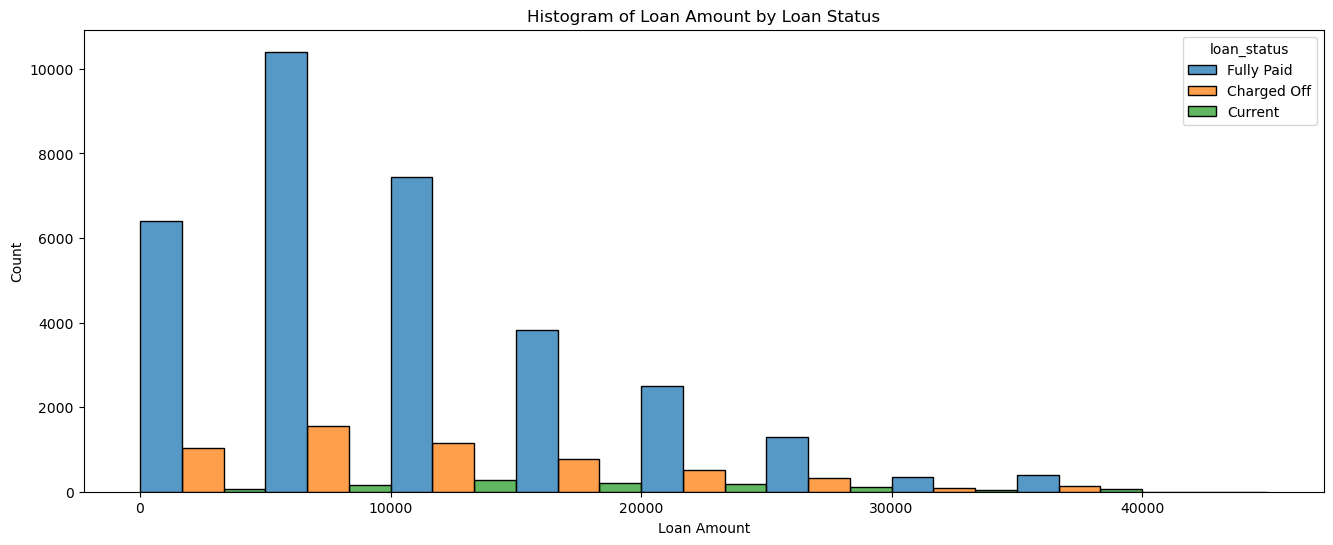 Histogram of Loan Amount by Loan Status
loan_status
Fully Paid
Charged Off
Current
Count
10000
8000
6000
4000
2000
0
0 10000 20000 30000 40000
Loan Amount